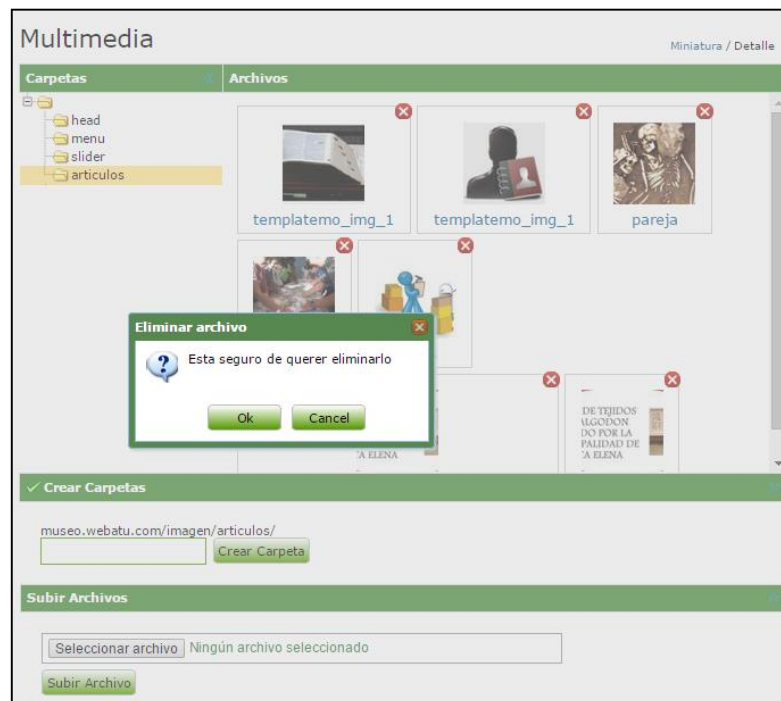 Multimedia
Miniatura / Detalle
Carpetas
Archivos
head
menu
slider
articulos
templatemo_img_1
templatemo_img_1
pareja
Eliminar archivo
Esta seguro de querer eliminarlo
Ok
Cancel
'A ELENA
DE TEJIDOS
ALGODON
DO POR LA
PALIDAD DE
'A ELENA
Crear Carpetas
museo.webatu.com/imagen/articulos/
Crear Carpeta
Subir Archivos
Seleccionar archivo Ningún archivo seleccionado
Subir Archivo